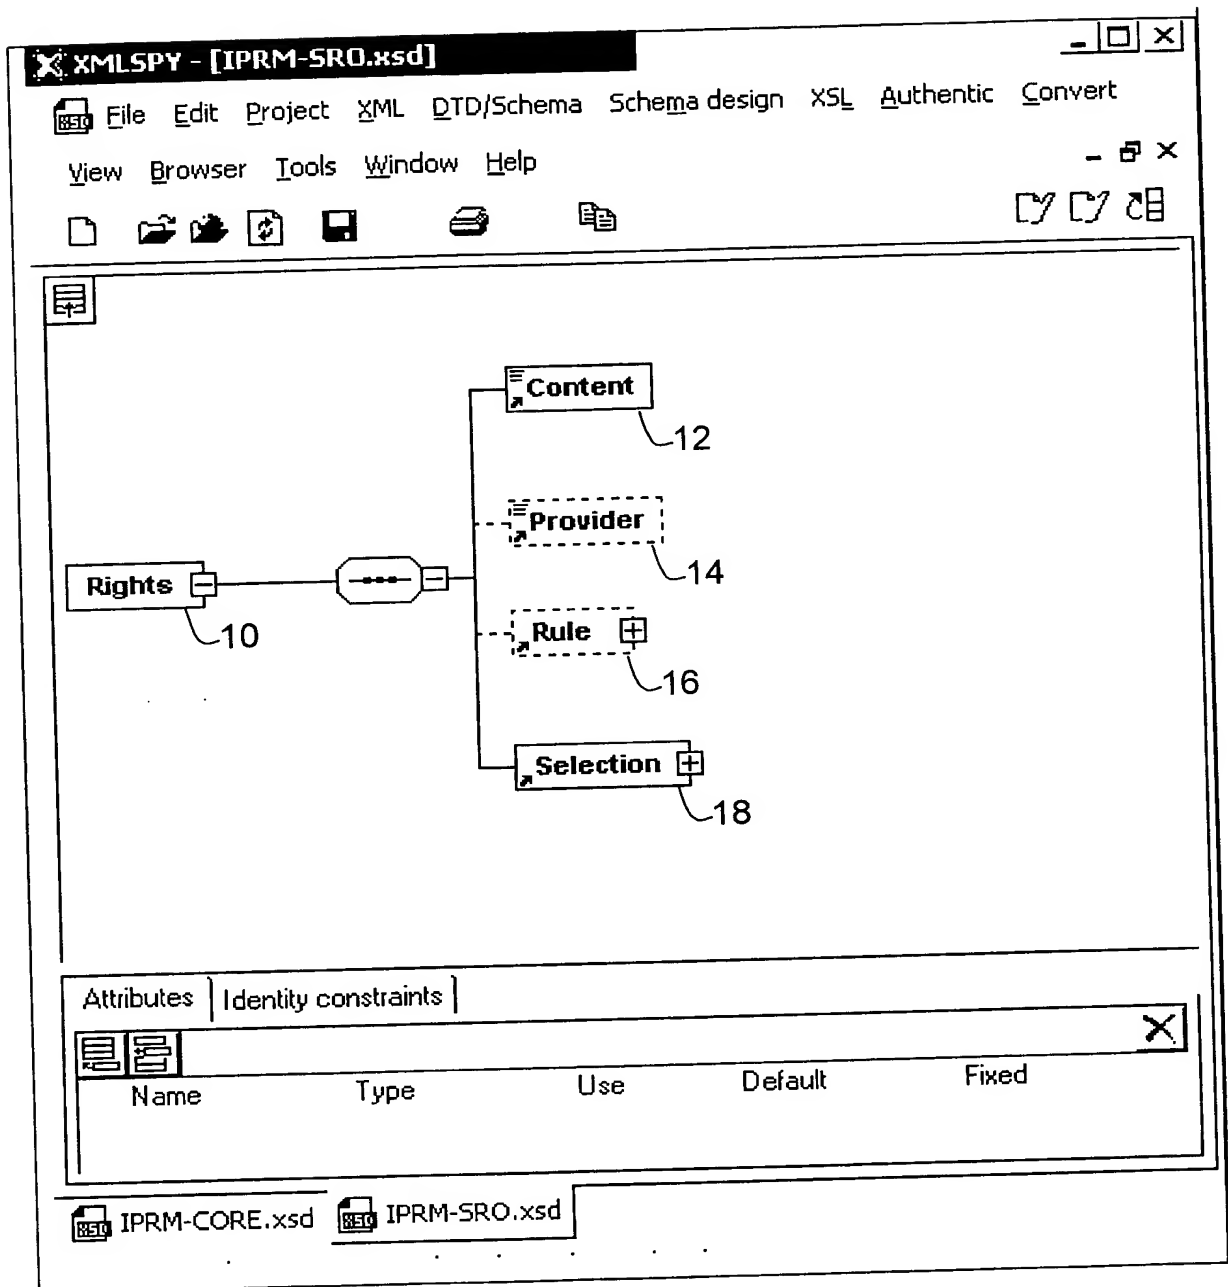 XMLSPY - [IPRM-SRO.xsd]
File Edit Project XML DTD/Schema Schema design XSL Authentic Convert
View Browser Tools Window Help
Content
12
Provider
14
Rights
10
Rule
16
Selection
18
Attributes Identity constraints
Name Type Use Default Fixed
IPRM-CORE.xsd IPRM-SRO.xsd